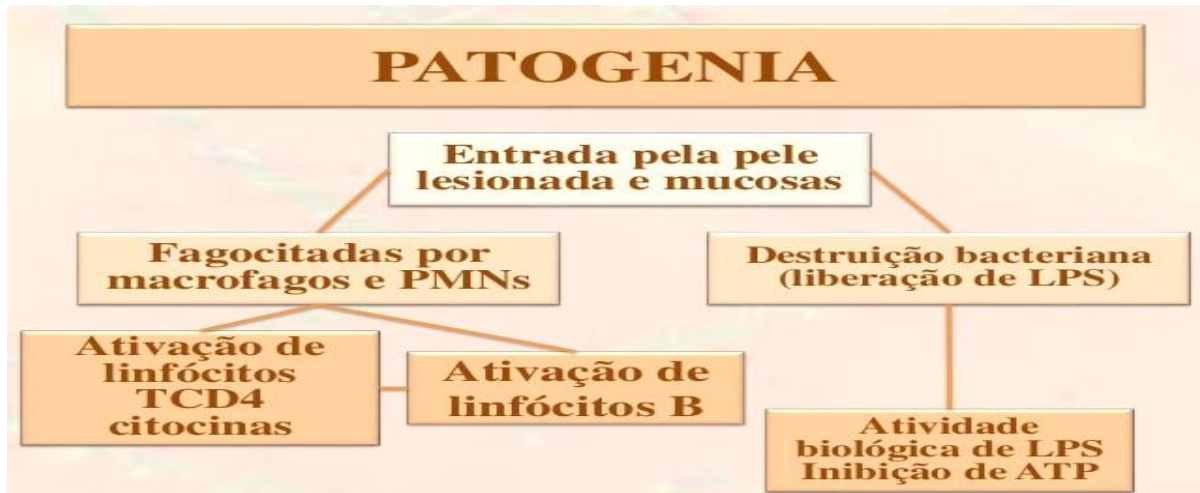 PATOGENIA
Entrada pela pele
lesionada e mucosas
Fagocitadas por
macrofagos e PMNs
Destruição bacteriana
(liberação de LPS)
Ativação de
linfócitos
TCD4
citocinas
Ativação de
linfócitos B
Atividade
biológica de LPS
Inibição de ATP